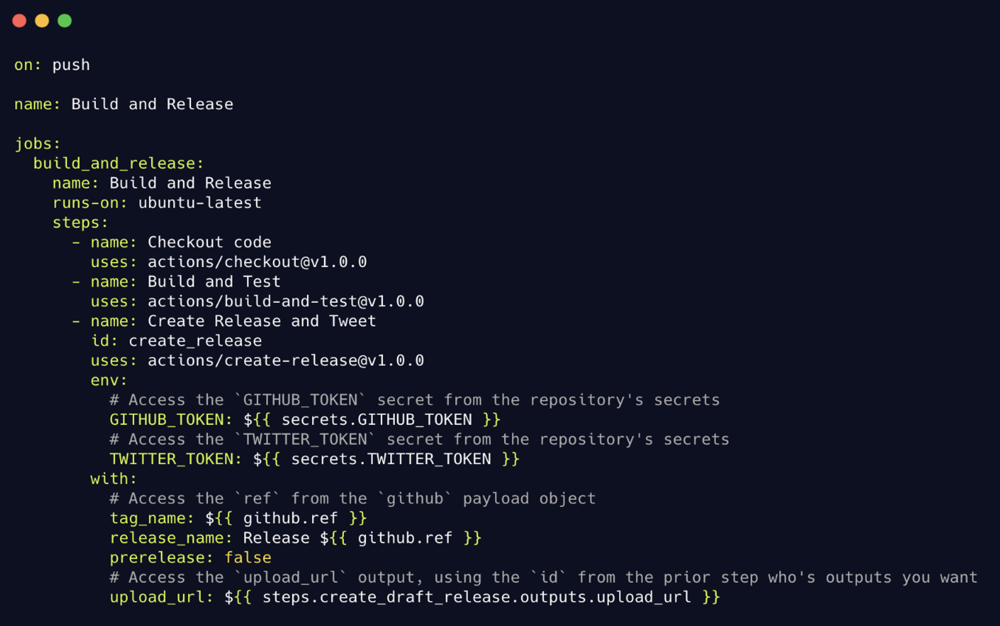 on: push
name: Build and Release
jobs:
build_and_release:
name: Build and Release
runs-on: ubuntu-latest
steps:
- name: Checkout code
uses: actions/checkout@v1.0.0
- name: Build and Test
uses: actions/build-and-test@v1.0.0
- name: Create Release and Tweet
id: create_release
uses: actions/create-release@v1.0.0
env:
# Access the `GITHUB_TOKEN` secret from the repository's secrets
GITHUB_TOKEN: ${{ secrets.GITHUB_TOKEN }}
# Access the `TWITTER_TOKEN` secret from the repository's secrets
TWITTER_TOKEN: ${{ secrets.TWITTER_TOKEN }}
with:
# Access the `ref` from the `github` payload object
tag_name: ${{ github.ref }}
release_name: Release ${{ github.ref }}
prerelease: false
# Access the `upload_url` output, using the `id` from the prior step who's outputs you want
upload_url: ${{ steps.create_draft_release.outputs.upload_url }}